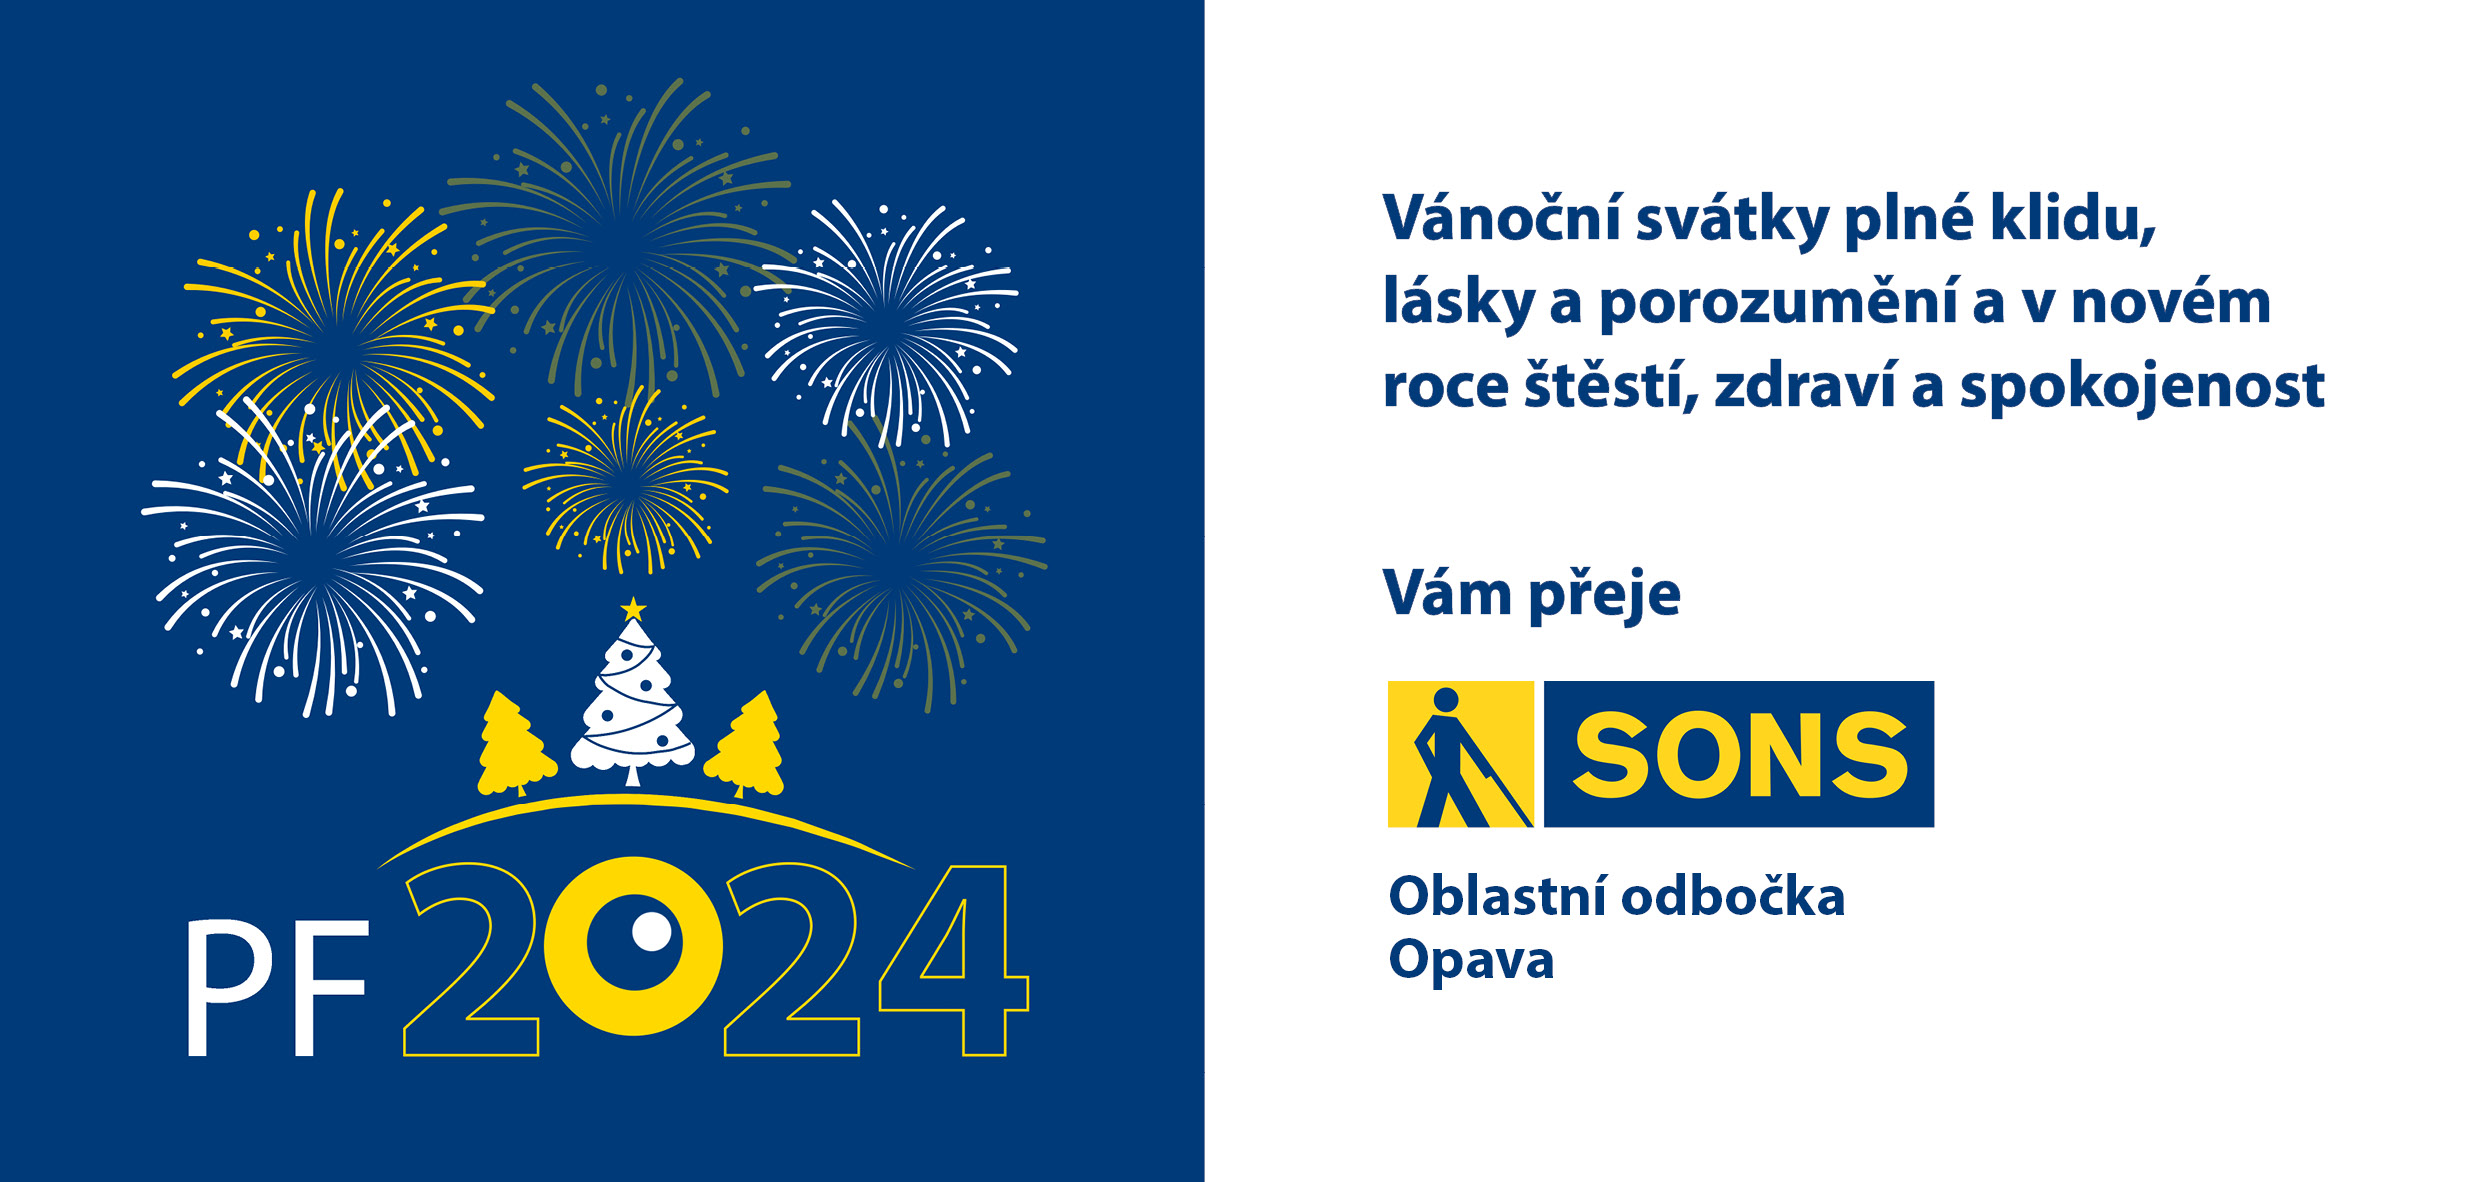 PF 2024
Vánoční svátky plné klidu,
lásky a porozumění a v novém
roce štěstí, zdraví a spokojenost
Vám přeje
SONS
Oblastní odbočka
Opava